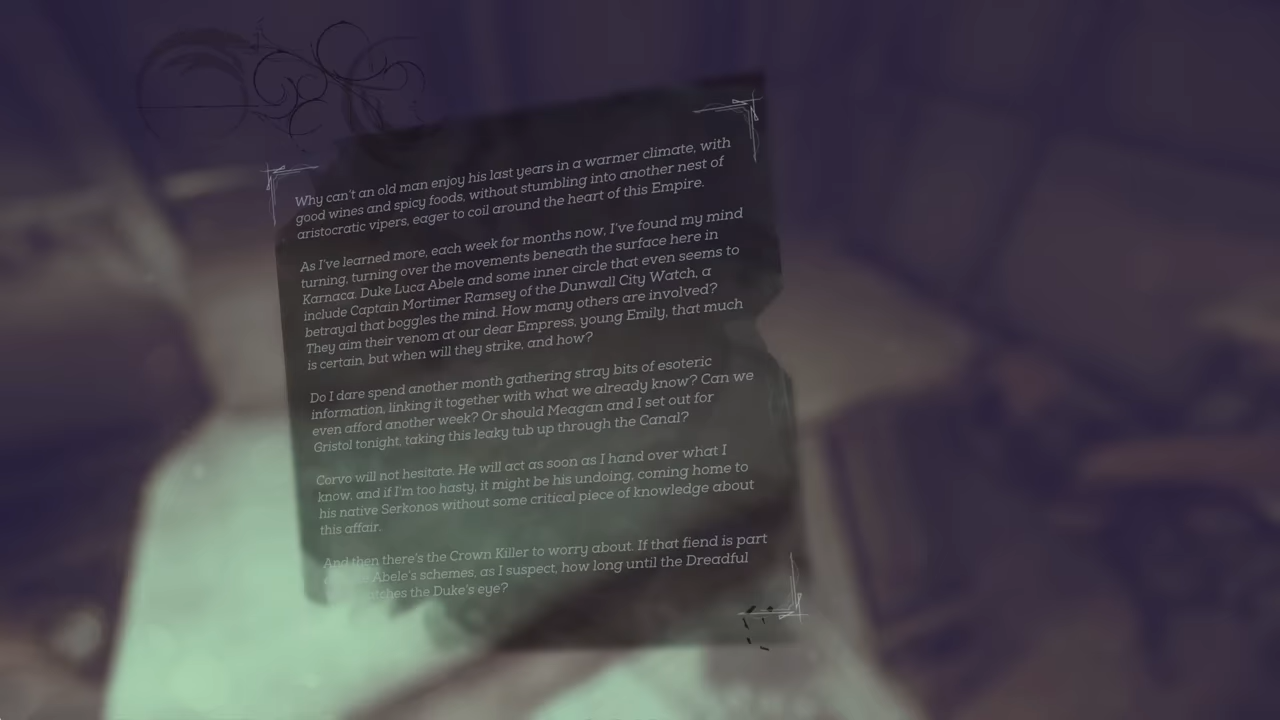 Why can't an old man enjoy his last years in a warmer climate, with
good wines and spicy foods, without stumbling into another nest of
aristocratic vipers, eager to coil around the heart of this Empire.
As I've learned more, each week for months now, I've found my mind
turning, turning over the movements beneath the surface here in
Karnaca. Duke Luca Abele and some inner circle that even seems to
include Captain Mortimer Ramsey of the Dunwall City Watch, a
betrayal that boggles the mind. How many others are involved?
They aim their venom at our dear Empress, young Emily, that much
is certain, but when will they strike, and how?
Do I dare spend another month gathering stray bits of esoteric
information, linking it together with what we already know? Can we
even afford another week? Or should Meagan and I set out for
Gristol tonight, taking this leaky tub up through the Canal?
Corvo will not hesitate. He will act as soon as I hand over what I
know, and if I'm too hasty, it might be his undoing, coming home to
his native Serkonos without some critical piece of knowledge about
this affair.
And then there's the Crown Killer to worry about. If that fiend is part
Abele's schemes, as I suspect, how long until the Dreadful
the Duke's eye?